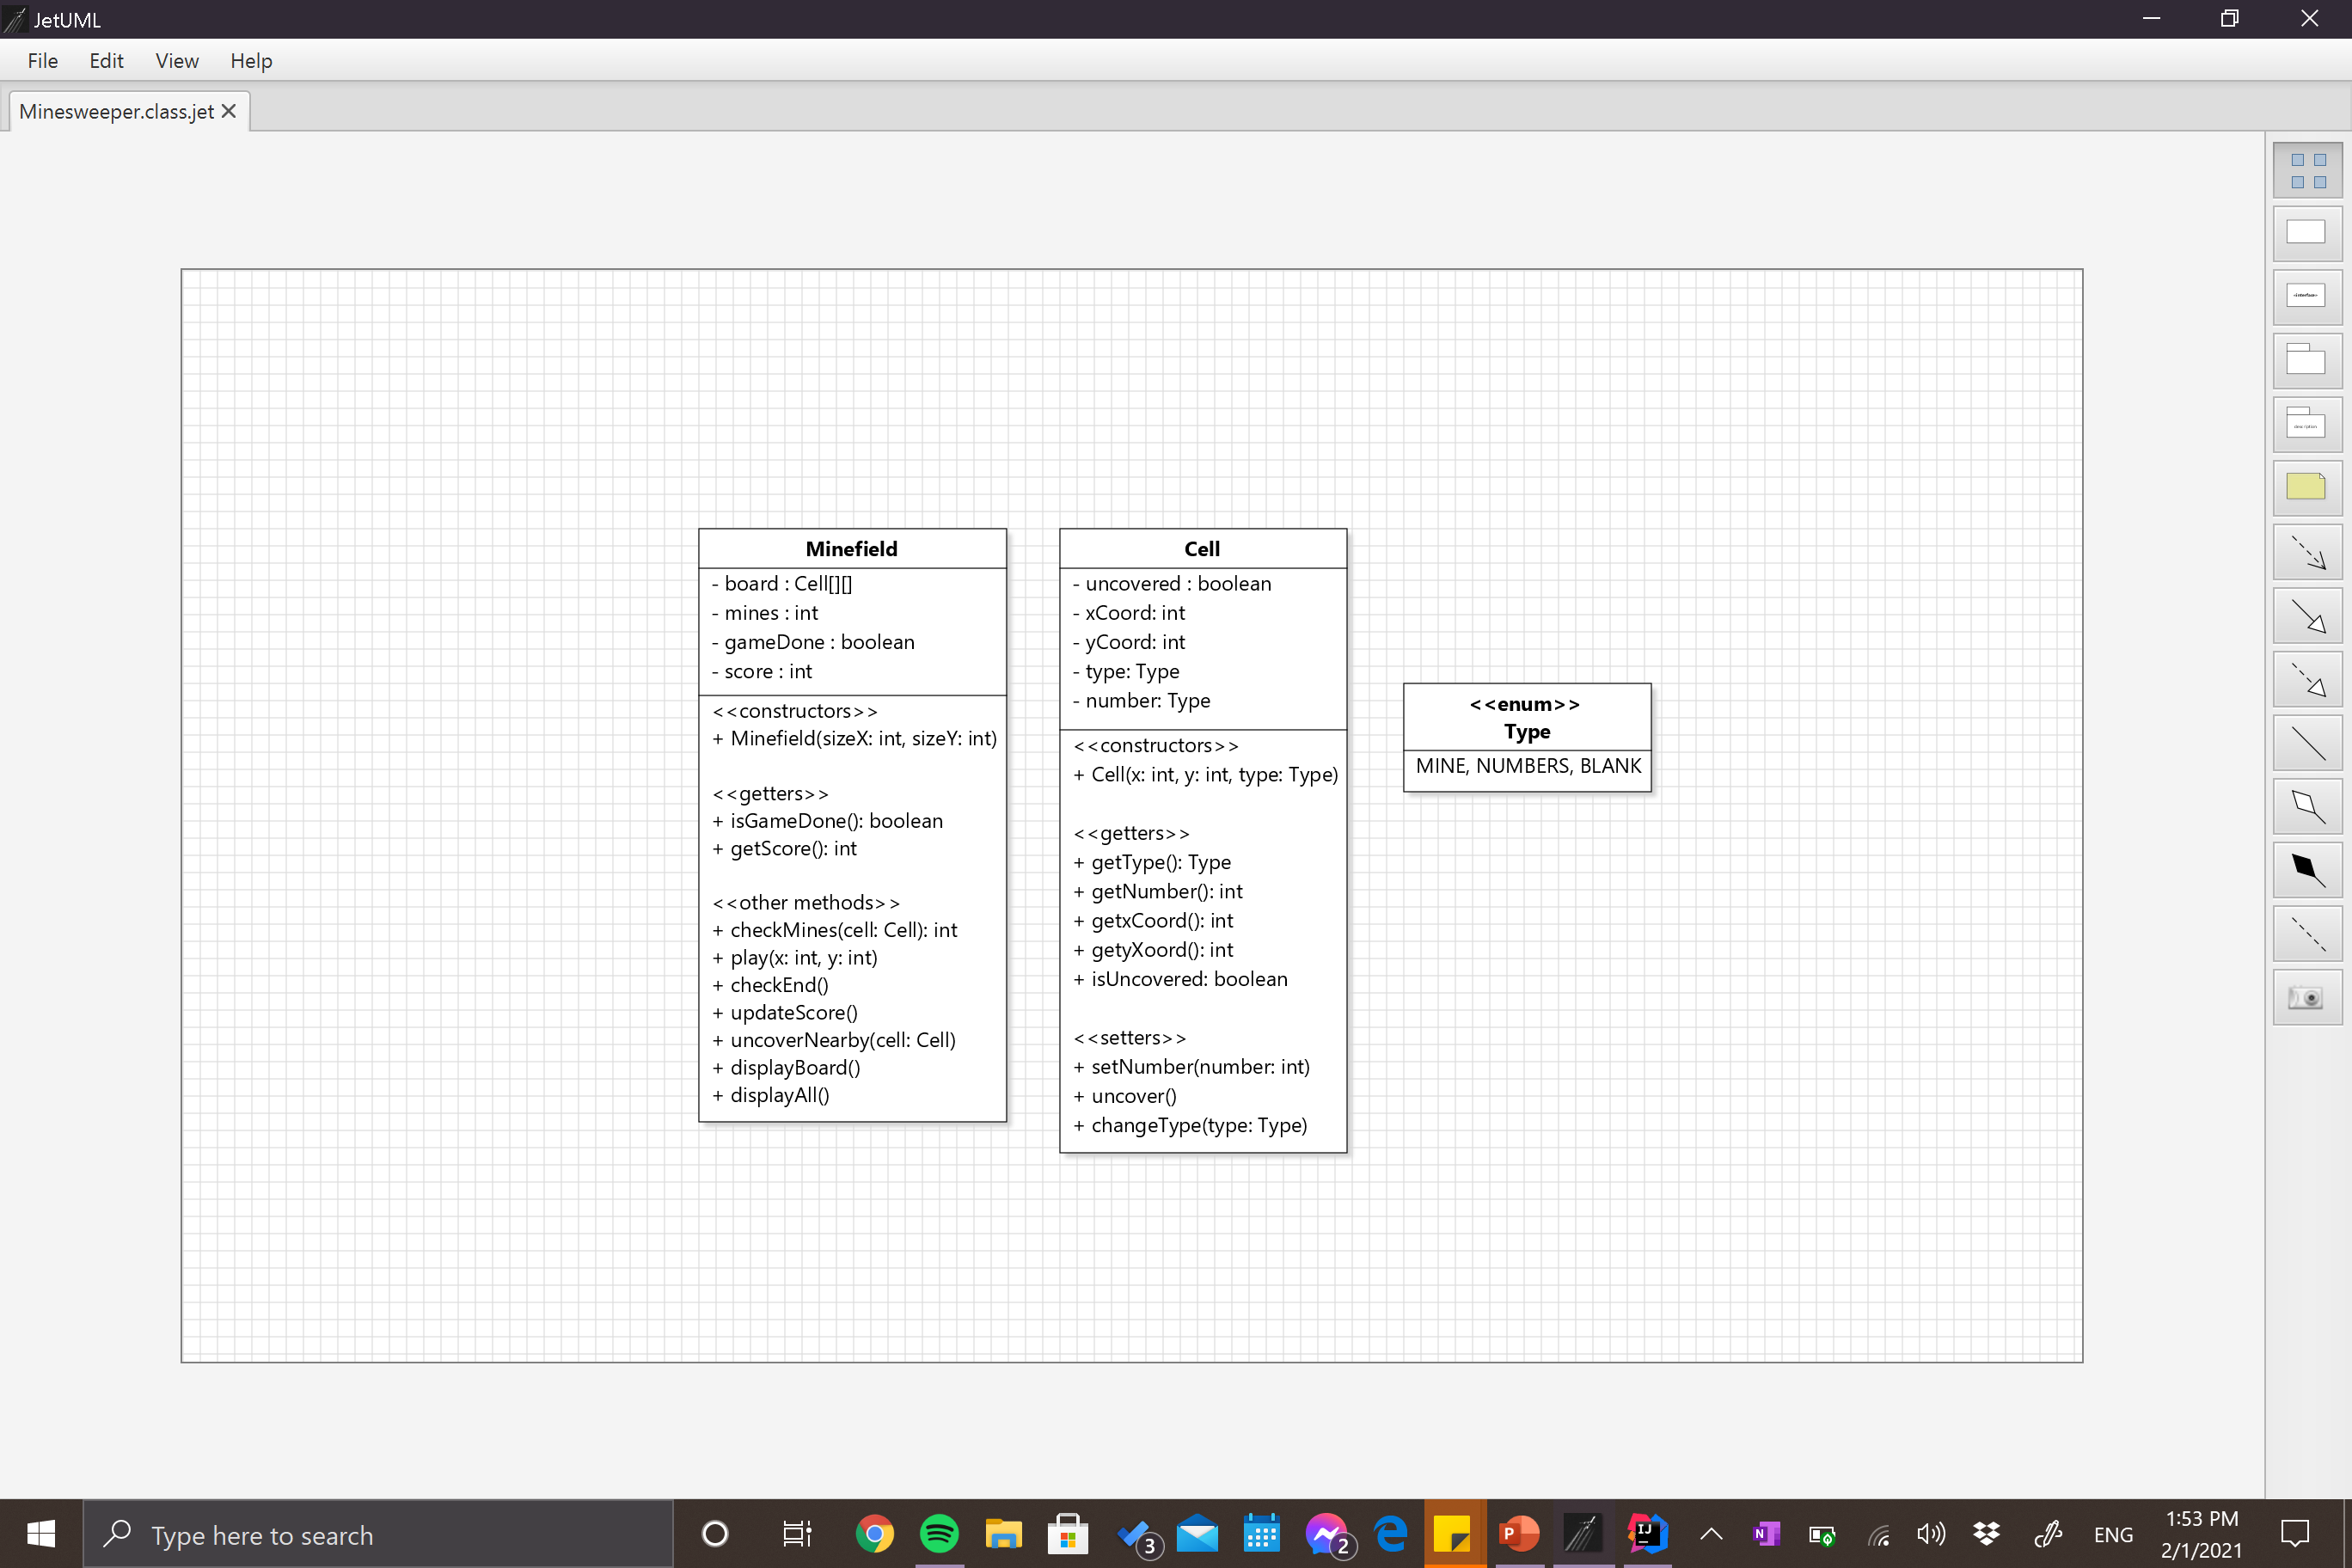 JetUML
File Edit View Help
Minesweeper.class.jet
«interface»
Minefield
- board : Cell[][]
- mines : int
- gameDone : boolean
- score : int
<<constructors>>
+ Minefield(sizeX: int, sizeY: int)
<<getters>>
+ isGameDone(): boolean
+ getScore(): int
<<other methods>>
+ checkMines(cell: Cell): int
+ play(x: int, y: int)
+ checkEnd()
+ updateScore()
+ uncoverNearby(cell: Cell)
+ displayBoard()
+ displayAll()
Cell
- uncovered : boolean
- xCoord: int
- yCoord: int
- type: Type
- number: Type
<<constructors>>
+ Cell(x: int, y: int, type: Type)
<<getters>>
+ getType(): Type
+ getNumber(): int
+ getxCoord(): int
+ getyXoord(): int
+ isUncovered: boolean
<<setters>>
+ setNumber(number: int)
+ uncover()
+ changeType(type: Type)
<<enum>>
Type
MINE, NUMBERS, BLANK
Type here to search
3
2
P
IJ
N
ENG
1:53 PM
2/1/2021